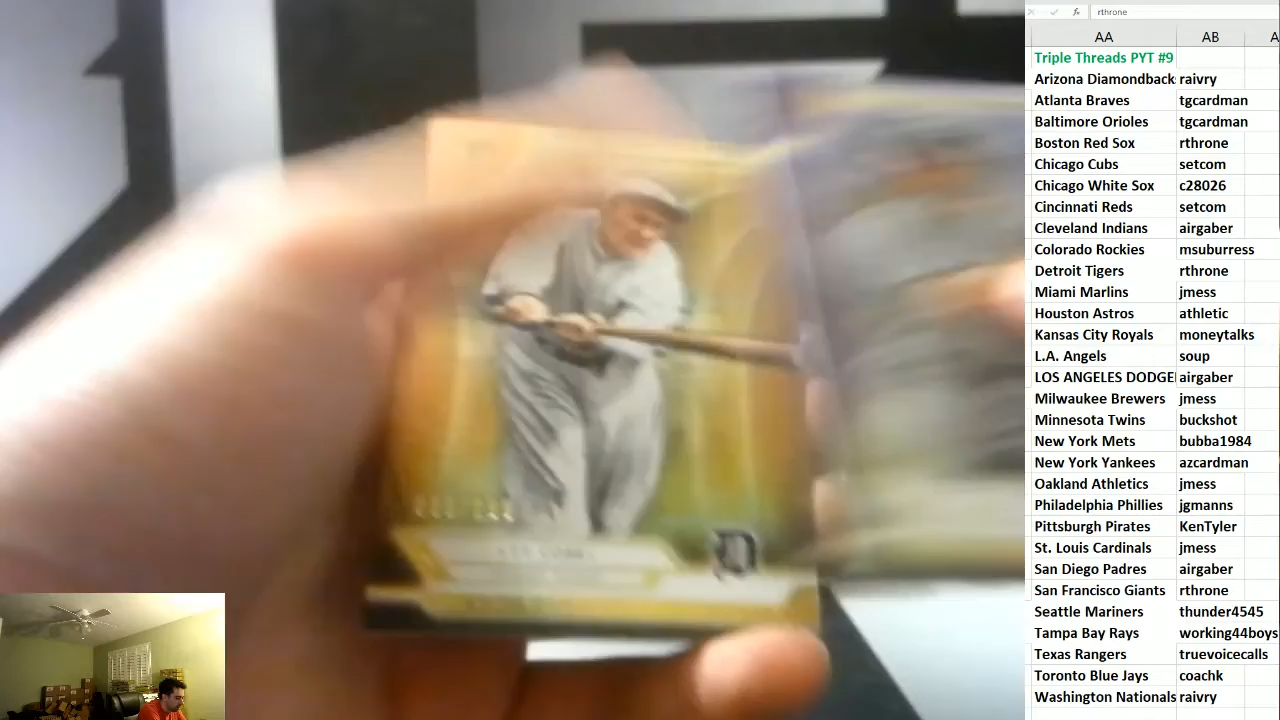 rthrone
AA AB A
Triple Threads PYT #9
Arizona Diamondback raivry
Atlanta Braves tgcardman
Baltimore Orioles tgcardman
Boston Red Sox rthrone
Chicago Cubs setcom
Chicago White Sox c28026
Cincinnati Reds setcom
Cleveland Indians airgaber
Colorado Rockies msuburress
Detroit Tigers rthrone
Miami Marlins jmess
Houston Astros athletic
Kansas City Royals moneytalks
L.A. Angels soup
LOS ANGELES DODGE airgaber
Milwaukee Brewers jmess
Minnesota Twins buckshot
New York Mets bubba1984
New York Yankees azcardman
Oakland Athletics jmess
Philadelphia Phillies jgmanns
Pittsburgh Pirates KenTyler
St. Louis Cardinals jmess
San Diego Padres airgaber
San Francisco Giants rthrone
Seattle Mariners thunder4545
Tampa Bay Rays working44boys
Texas Rangers truevoicecalls
Toronto Blue Jays coachk
Washington Nationals raivry
D